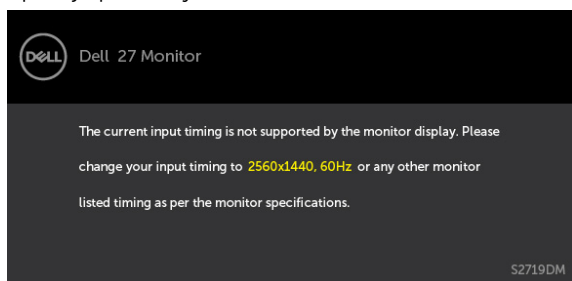 DELL
Dell 27 Monitor
The current input timing is not supported by the monitor display. Please
change your input timing to 2560x1440, 60Hz or any other monitor
listed timing as per the monitor specifications.
S2719DM